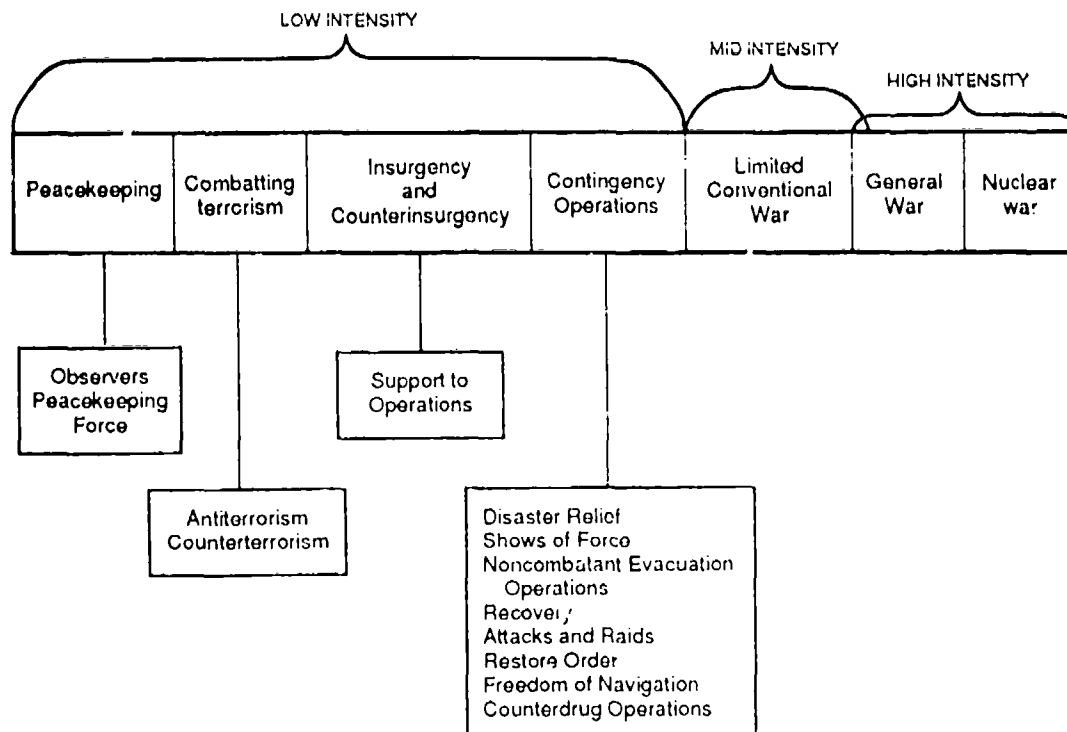 LOW INTENSITY
MID INTENSITY
HIGH INTENSITY
Peacekeeping
Combatting
terrorism
Insurgency
and
Counterinsurgency
Contingency
Operations
Limited
Conventional
War
General
War
Nuclear
war
Observers
Peacekeeping
Force
Support to
Operations
Antiterrorism
Counterterrorism
Disaster Relief
Shows of Force
Noncombatant Evacuation
Operations
Recovery
Attacks and Raids
Restore Order
Freedom of Navigation
Counterdrug Operations